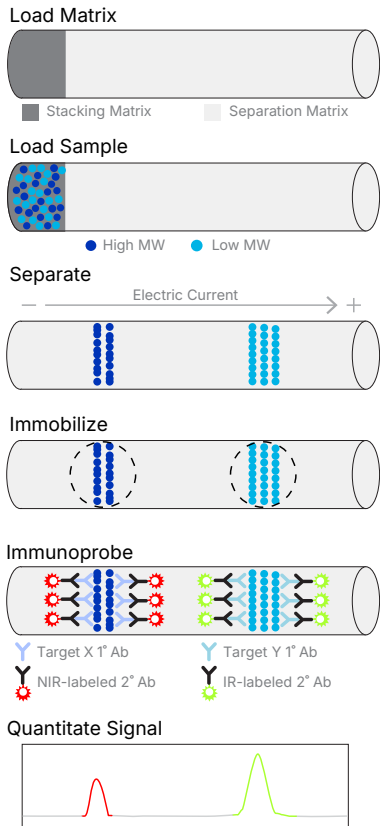 Load Matrix
Stacking Matrix Separation Matrix
Load Sample
High MW Low MW
Separate
Electric Current
− +
Immobilize
Immunoprobe
Target X 1° Ab Target Y 1° Ab
NIR-labeled 2° Ab IR-labeled 2° Ab
Quantitate Signal